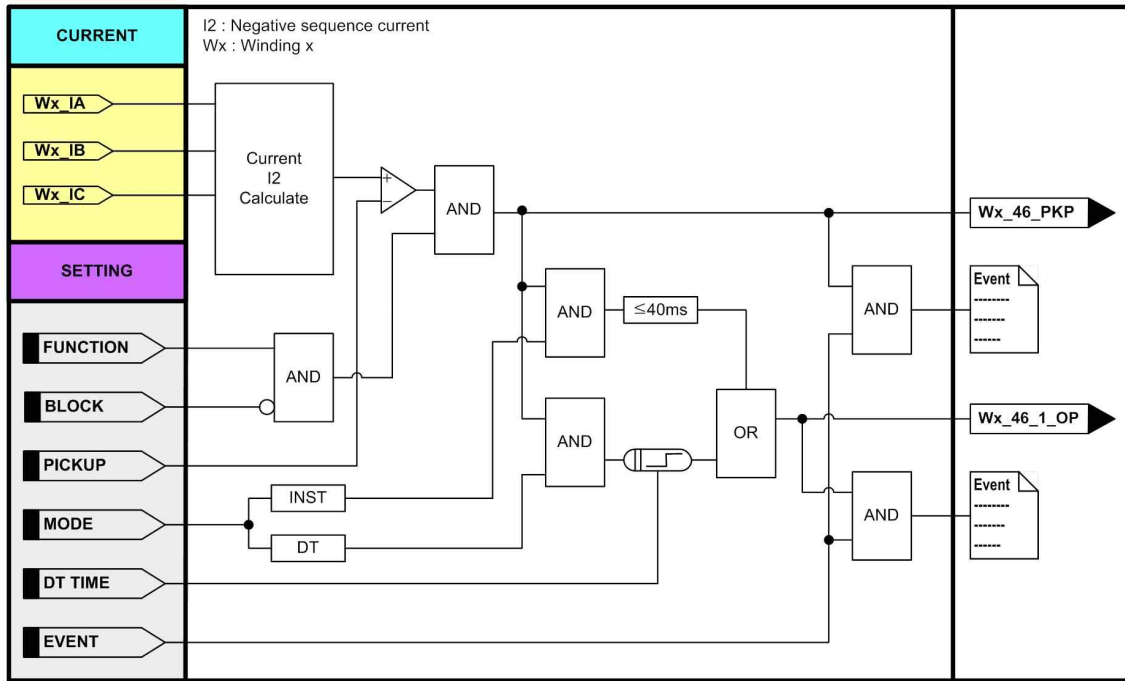 CURRENT
I2 : Negative sequence current
Wx : Winding x
Wx_IA
Wx_IB
Wx_IC
Current
I2
Calculate
+
−
AND
Wx_46_PKP
SETTING
AND
≤40ms
AND
Event
FUNCTION
AND
BLOCK
AND
OR
Wx_46_1_OP
PICKUP
INST
MODE
DT
AND
Event
DT TIME
EVENT